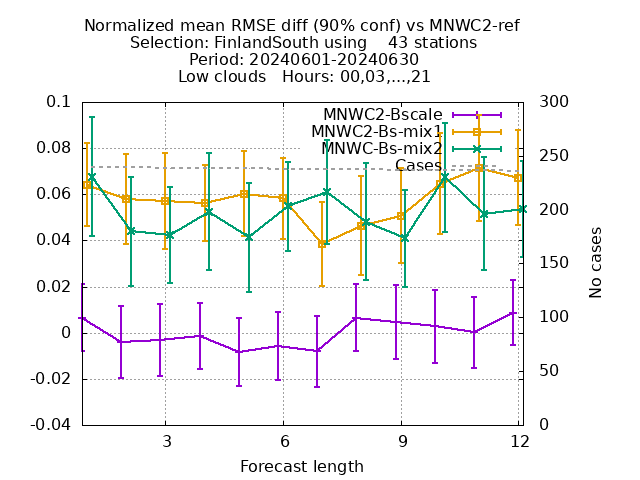 Normalized mean RMSE diff (90% conf) vs MNWC2-ref
Selection: FinlandSouth using    43 stations
Period: 20240601-20240630
Low clouds   Hours: 00,03,...,21
MNWC2-Bscale
MNWC2-Bs-mix1
MNWC-Bs-mix2
Cases
0.1
0.08
0.06
0.04
0.02
0
-0.02
-0.04
300
250
200
150
100
50
0
No cases
3 6 9 12
Forecast length